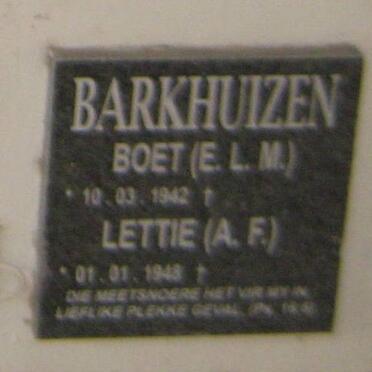 BARKHUIZEN
BOET (E. L. M.)
* 10 . 03 . 1942 †
LETTIE (A. F.)
* 01 . 01 . 1948 †
DIE MEETSNOERE HET VIR MY IN
LIEFLIKE PLEKKE GEVAL. (Ps. 16:6)